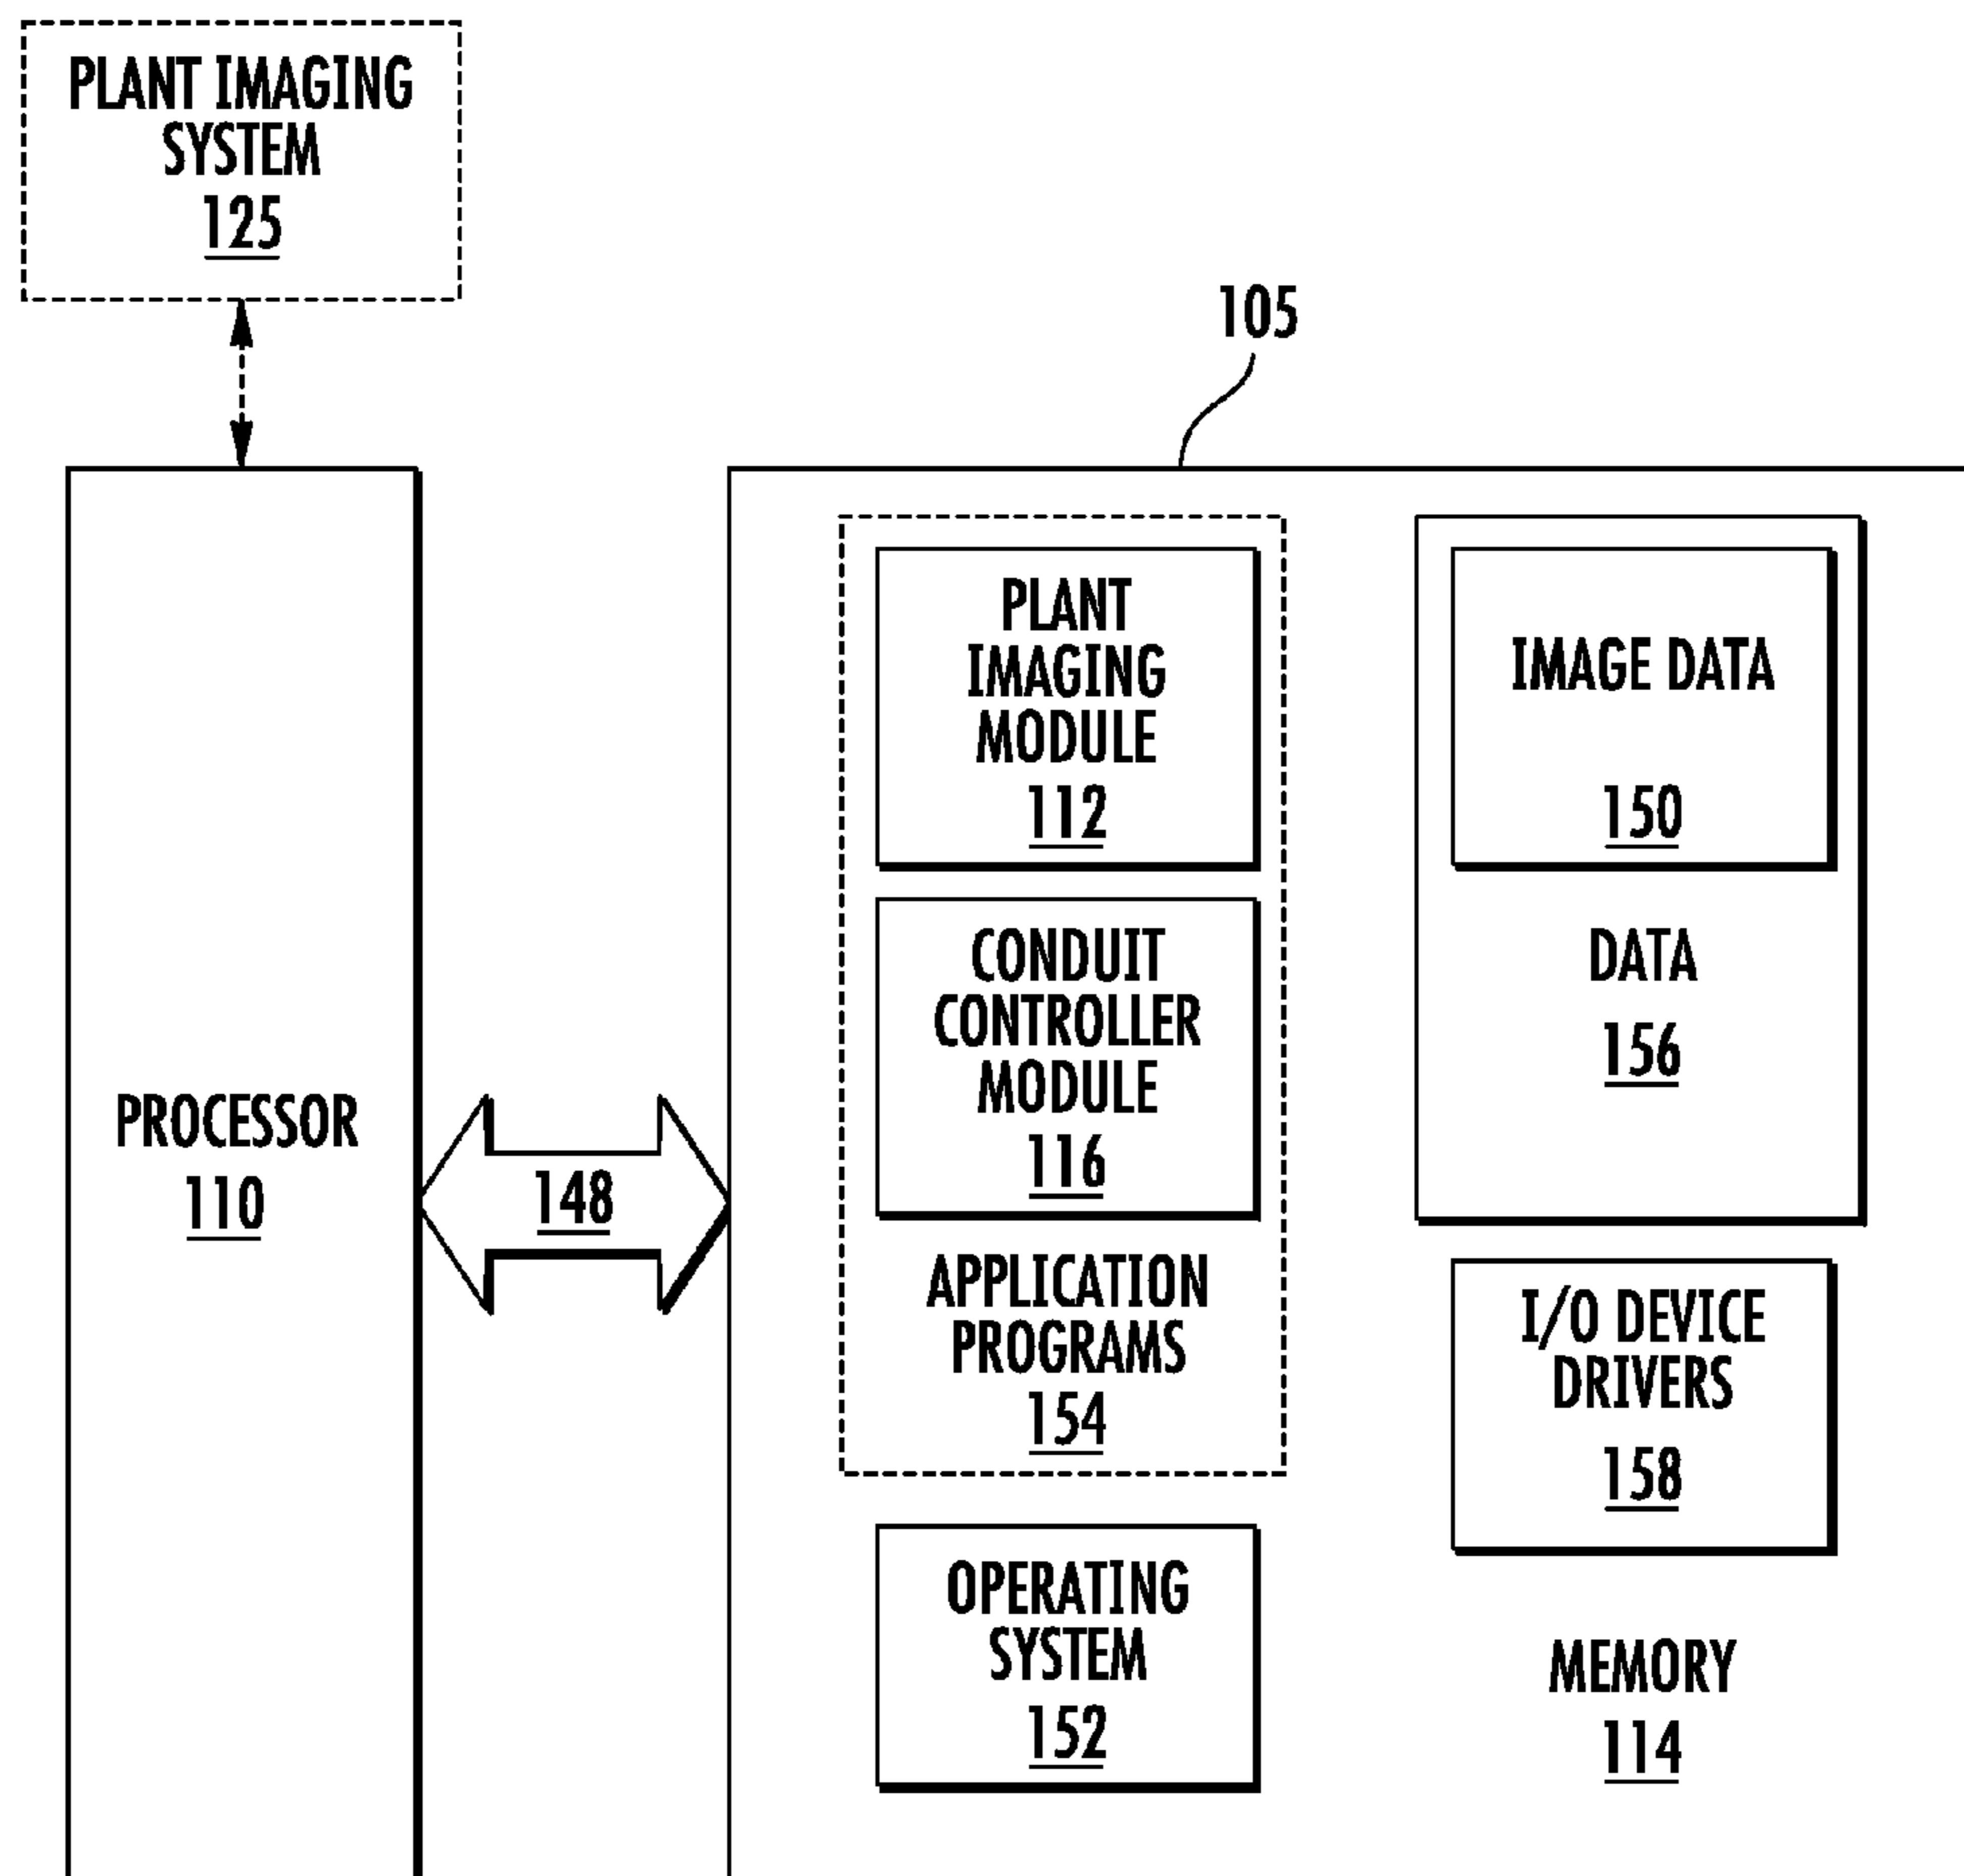 PLANT IMAGING
SYSTEM
125
105
PROCESSOR
110
148
PLANT
IMAGING
MODULE
112
CONDUIT
CONTROLLER
MODULE
116
APPLICATION
PROGRAMS
154
OPERATING
SYSTEM
152
IMAGE DATA
150
DATA
156
I/O DEVICE
DRIVERS
158
MEMORY
114